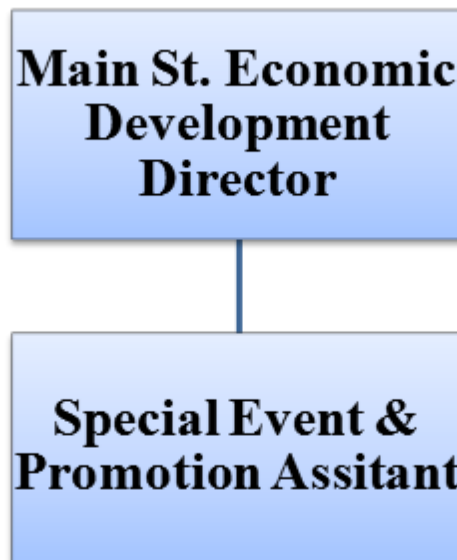 Main St. Economic
Development
Director
Special Event &
Promotion Assitant